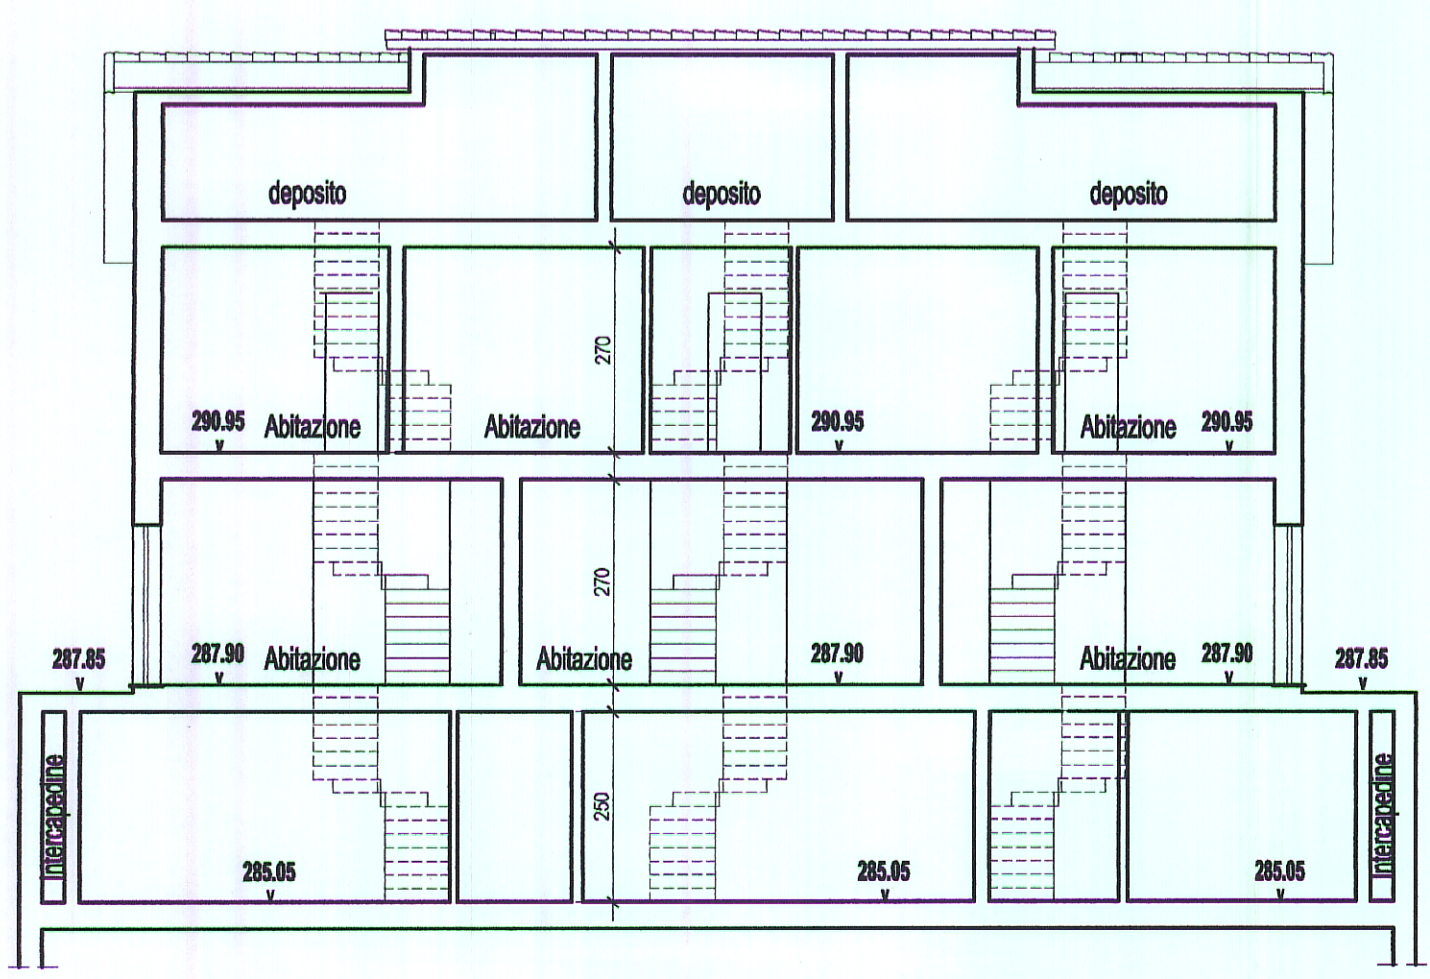 deposito deposito deposito
270
290.95 Abitazione Abitazione 290.95 Abitazione 290.95
270
287.85 287.90 Abitazione Abitazione 287.90 Abitazione 287.90 287.85
Intercapedine 250 Intercapedine
285.05 285.05 285.05